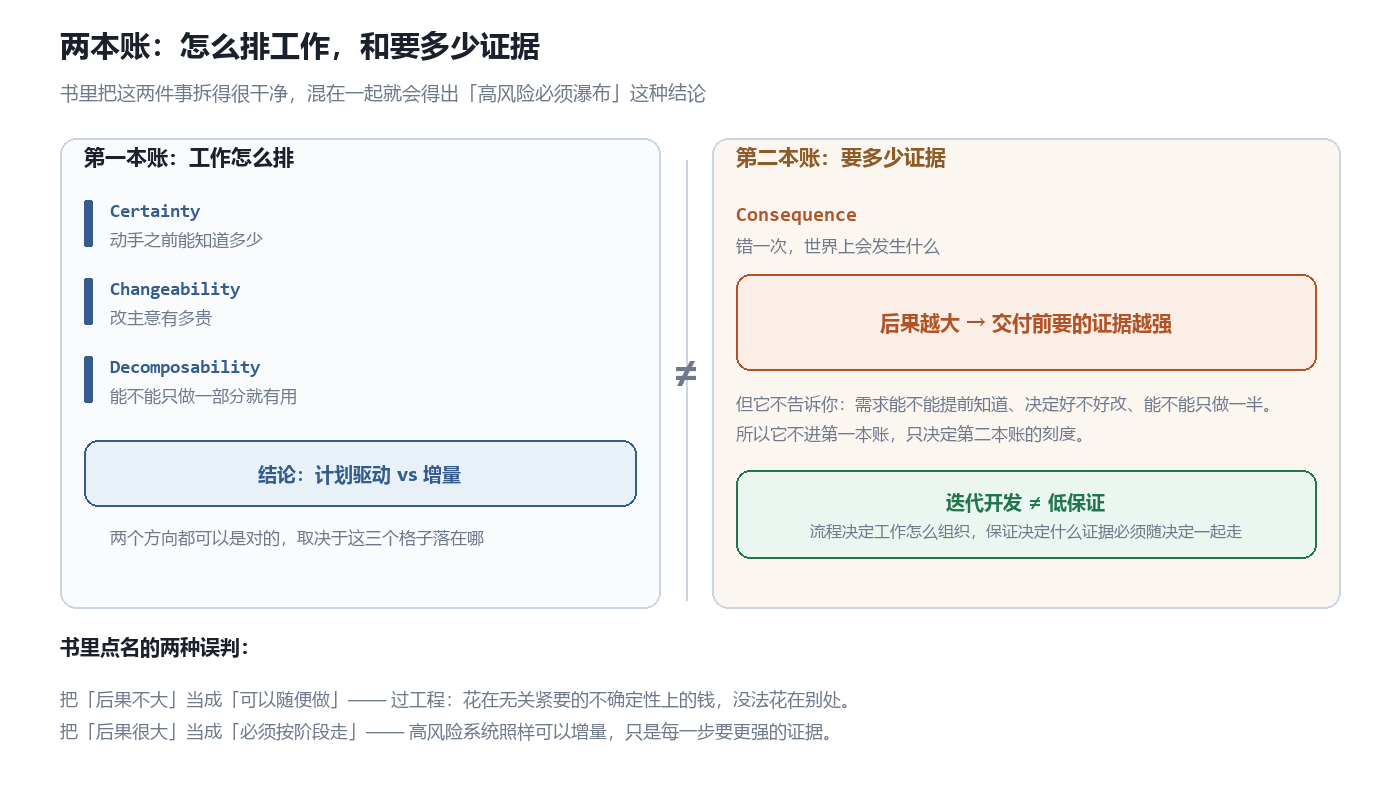 两本账：怎么排工作，和要多少证据
书里把这两件事拆得很干净，混在一起就会得出「高风险必须瀑布」这种结论
第一本账：工作怎么排
Certainty
动手之前能知道多少
Changeability
改主意有多贵
Decomposability
能不能只做一部分就有用
结论：计划驱动 vs 增量
两个方向都可以是对的，取决于这三个格子落在哪
≠
第二本账：要多少证据
Consequence
错一次，世界上会发生什么
后果越大 → 交付前要的证据越强
但它不告诉你：需求能不能提前知道、决定好不好改、能不能只做一半。
所以它不进第一本账，只决定第二本账的刻度。
迭代开发 ≠ 低保证
流程决定工作怎么组织，保证决定什么证据必须随决定一起走
书里点名的两种误判：
把「后果不大」当成「可以随便做」—— 过工程：花在无关紧要的不确定性上的钱，没法花在别处。
把「后果很大」当成「必须按阶段走」—— 高风险系统照样可以增量，只是每一步要更强的证据。